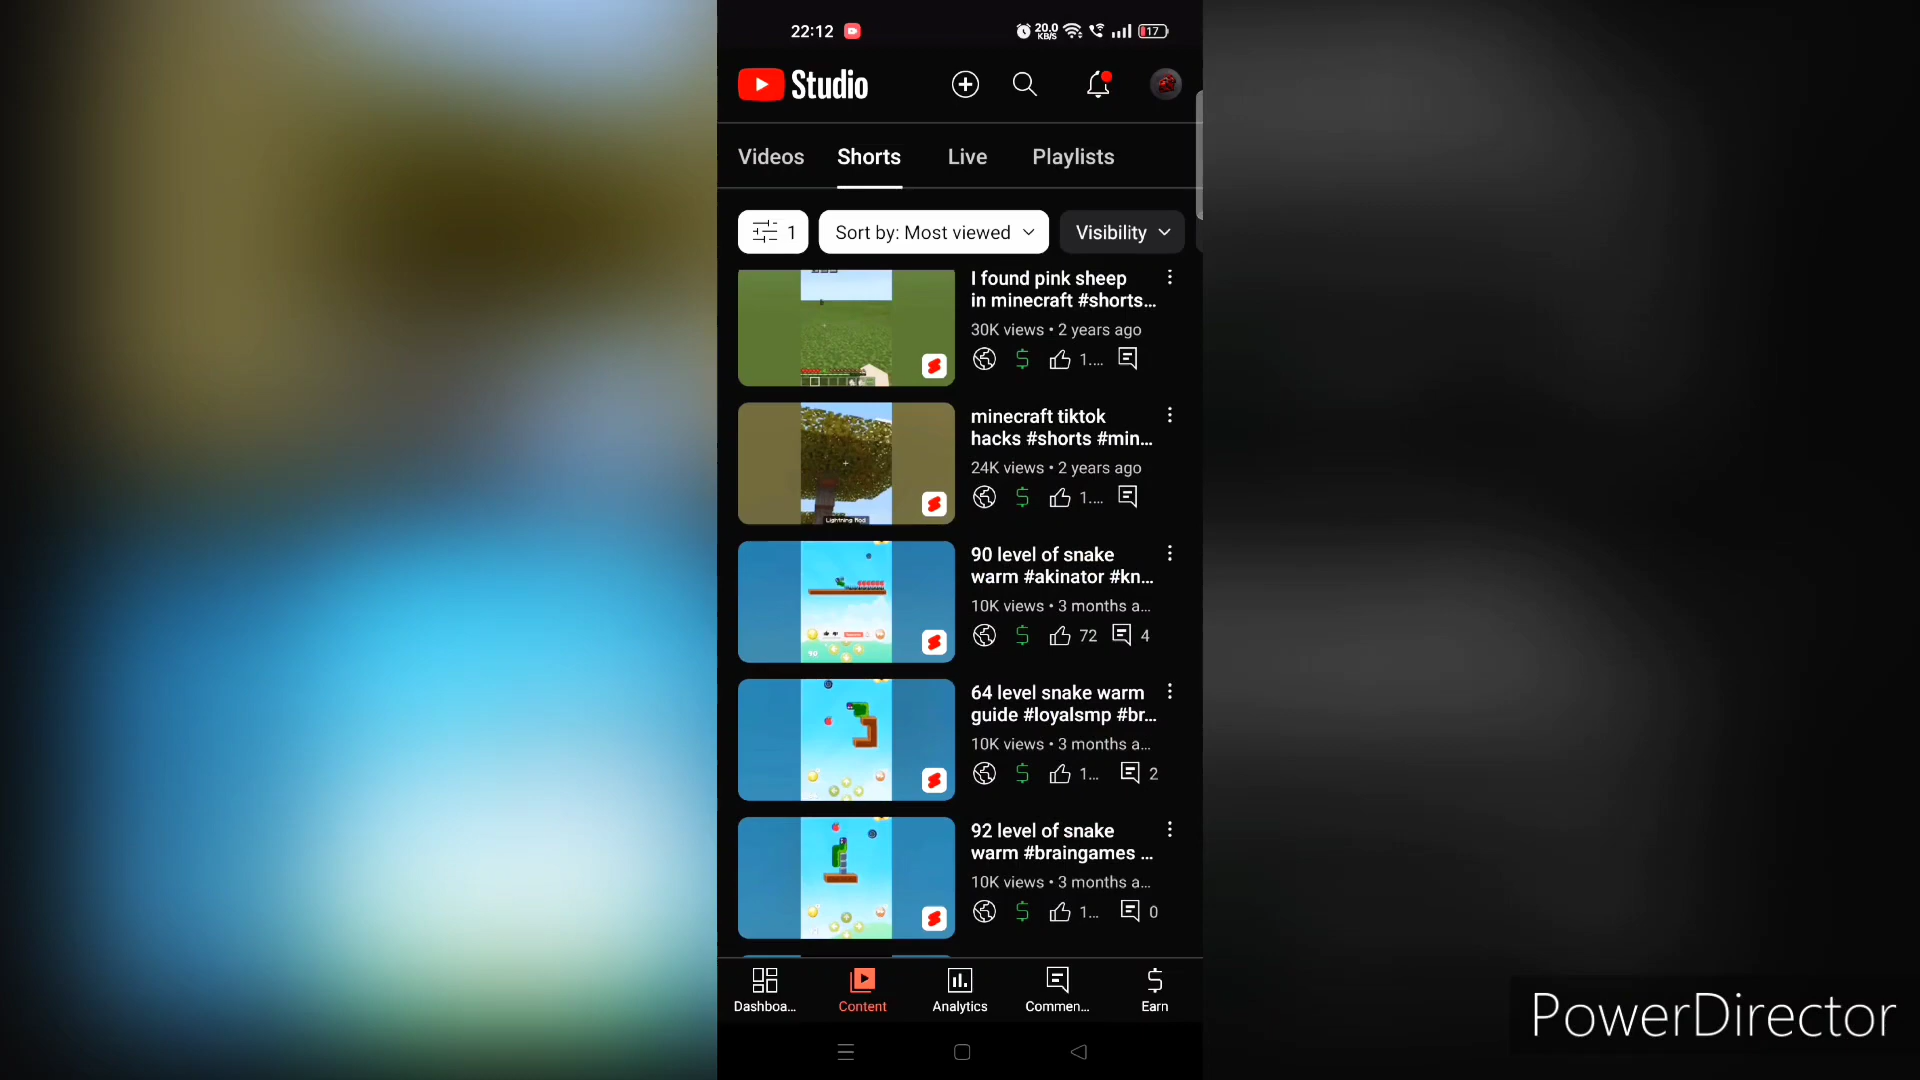 22:12
20.0
KB/S
17
Studio
Videos Shorts Live Playlists
1 Sort by: Most viewed Visibility
I found pink sheep
in minecraft #shorts...
30K views • 2 years ago
1....
minecraft tiktok
hacks #shorts #min...
24K views • 2 years ago
1....
Lightning Rod
90 level of snake
warm #akinator #kn...
10K views • 3 months a...
72 4
90
64 level snake warm
guide #loyalsmp #br...
10K views • 3 months a...
1... 2
92 level of snake
warm #braingames ...
10K views • 3 months a...
1... 0
Dashboa... Content Analytics Commen... Earn
PowerDirector